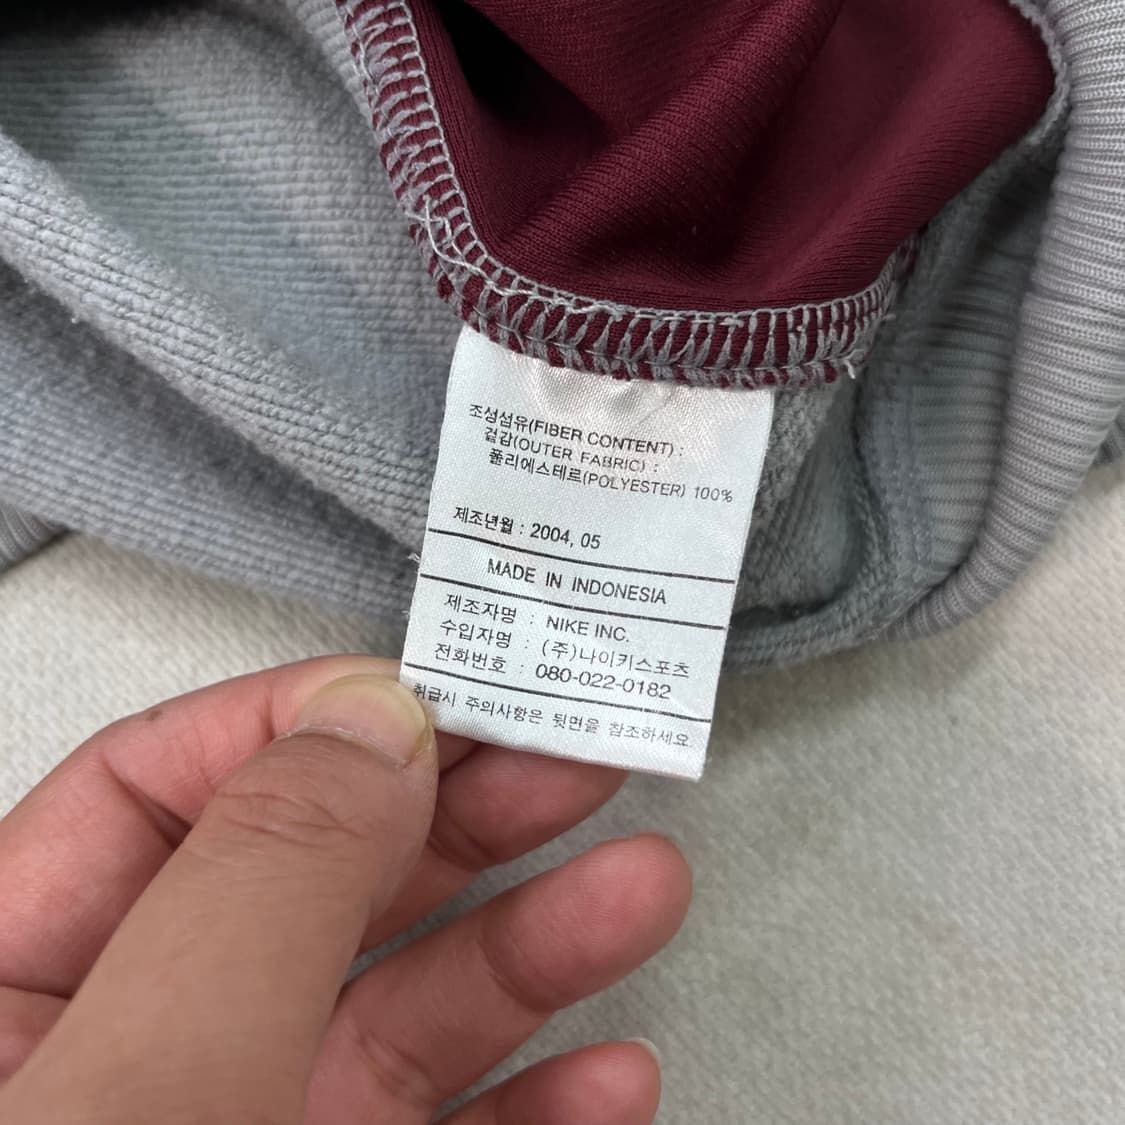 조성섬유(FIBER CONTENT) :
겉감(OUTER FABRIC) :
폴리에스테르(POLYESTER) 100%
제조년월 : 2004, 05
MADE IN INDONESIA
제조자명 : NIKE INC.
수입자명 : (주)나이키스포츠
전화번호 : 080-022-0182
취급시 주의사항은 뒷면을 참조하세요.